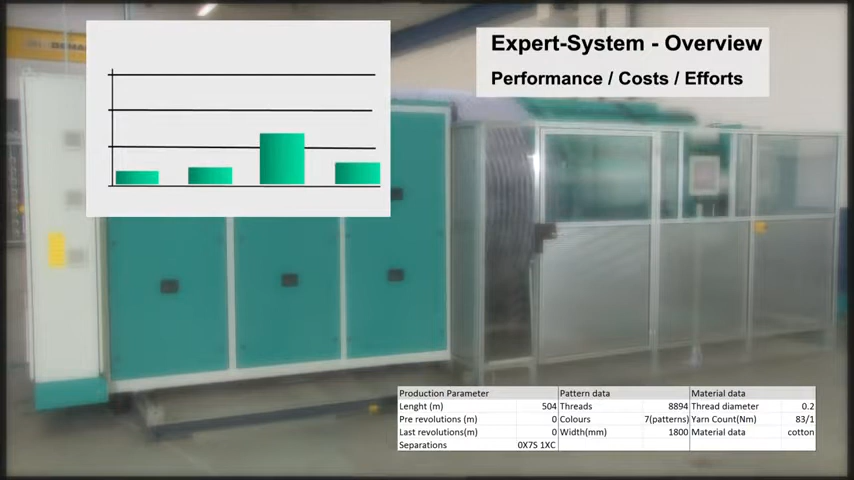 Expert-System - Overview
Performance / Costs / Efforts
Production Parameter Pattern data Material data
Lenght (m) 504 Threads 8894 Thread diameter 0.2
Pre revolutions (m) 0 Colours 7(patterns) Yarn Count(Nm) 83/1
Last revolutions(m) 0 Width(mm) 1800 Material data cotton
Separations 0X7S 1XC